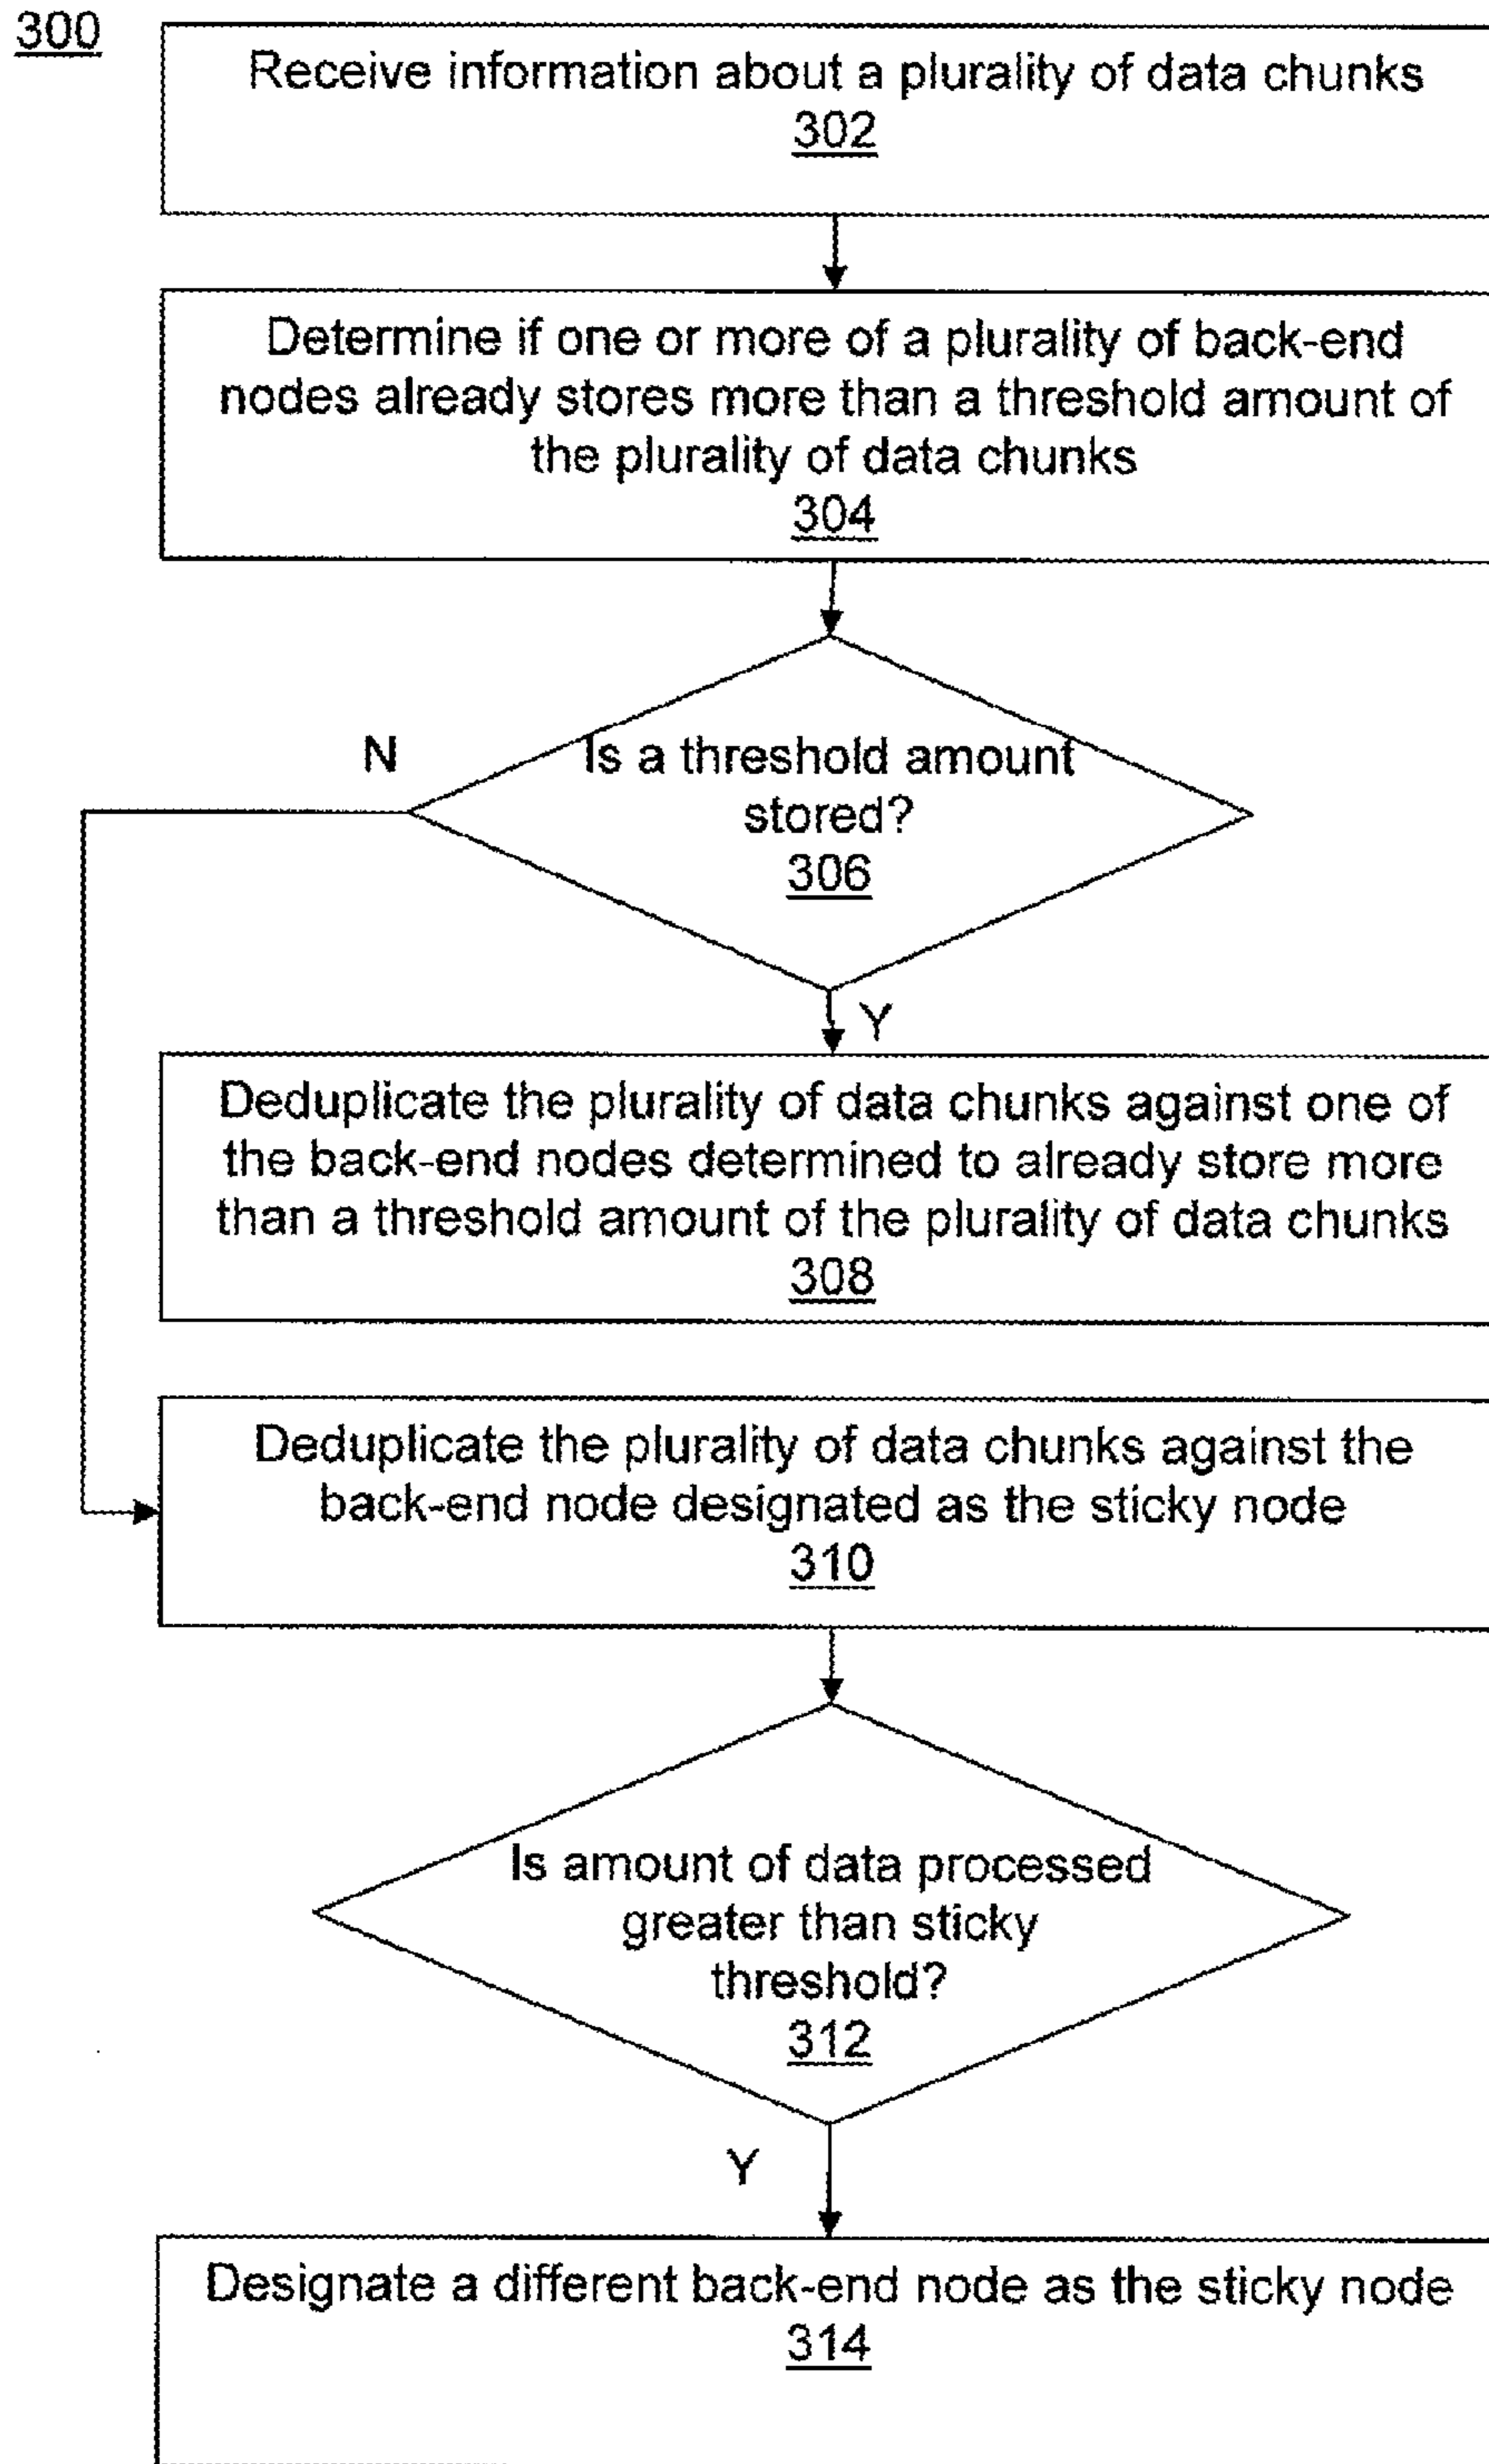 300
Receive information about a plurality of data chunks
302
Determine if one or more of a plurality of back-end
nodes already stores more than a threshold amount of
the plurality of data chunks
304
N
Is a threshold amount
stored?
306
Y
Deduplicate the plurality of data chunks against one of
the back-end nodes determined to already store more
than a threshold amount of the plurality of data chunks
308
Deduplicate the plurality of data chunks against the
back-end node designated as the sticky node
310
Is amount of data processed
greater than sticky
threshold?
312
Y
Designate a different back-end node as the sticky node
314